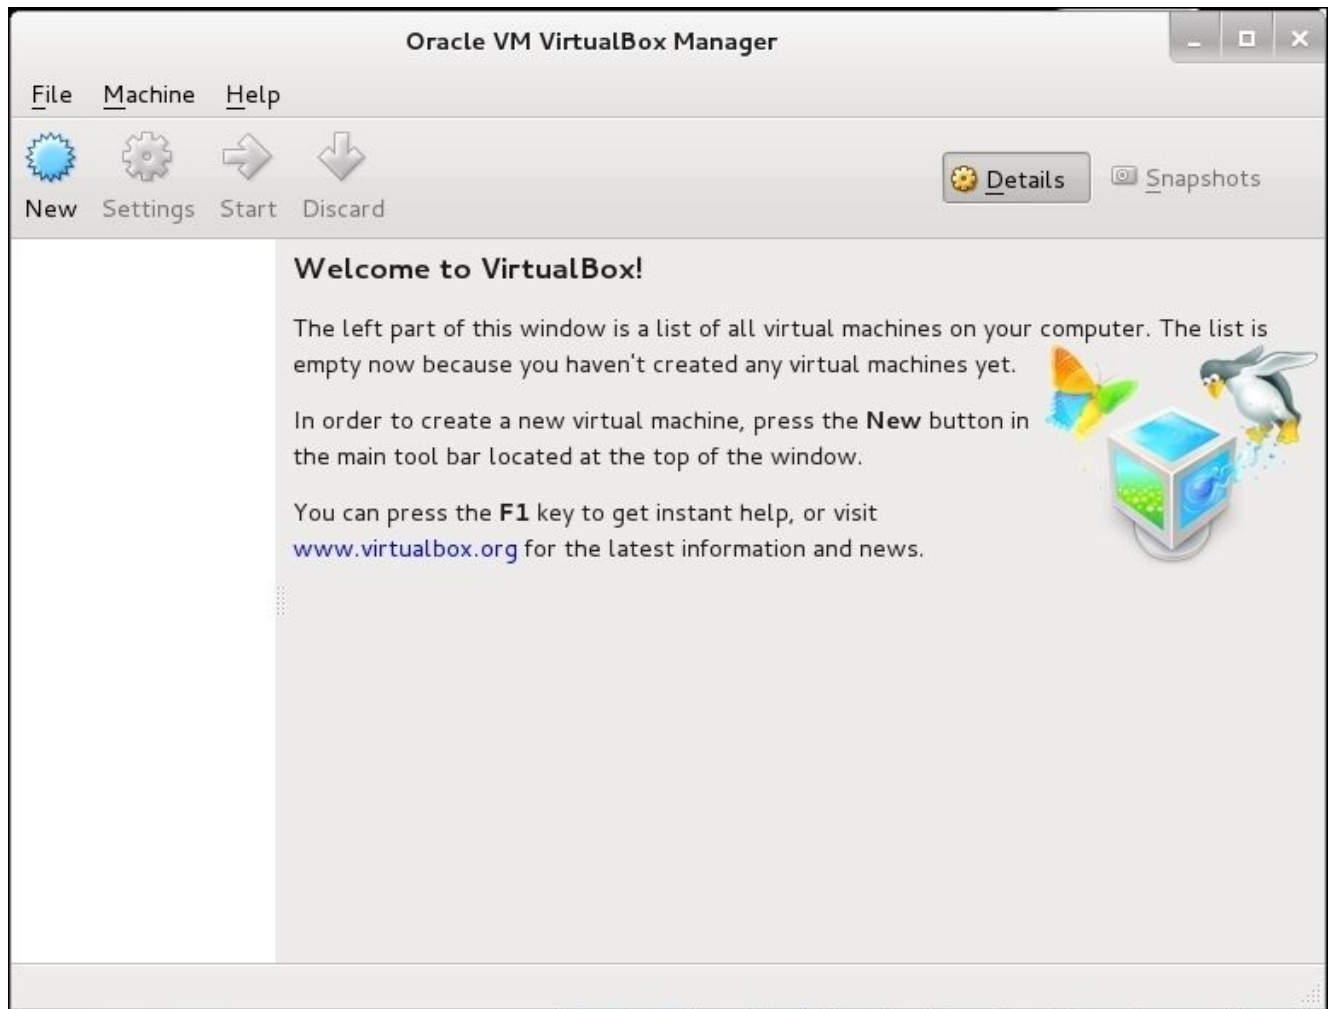 Oracle VM VirtualBox Manager
File Machine Help
New Settings Start Discard Details Snapshots
Welcome to VirtualBox!
The left part of this window is a list of all virtual machines on your computer. The list is
empty now because you haven't created any virtual machines yet.
In order to create a new virtual machine, press the New button in
the main tool bar located at the top of the window.
You can press the F1 key to get instant help, or visit
www.virtualbox.org for the latest information and news.